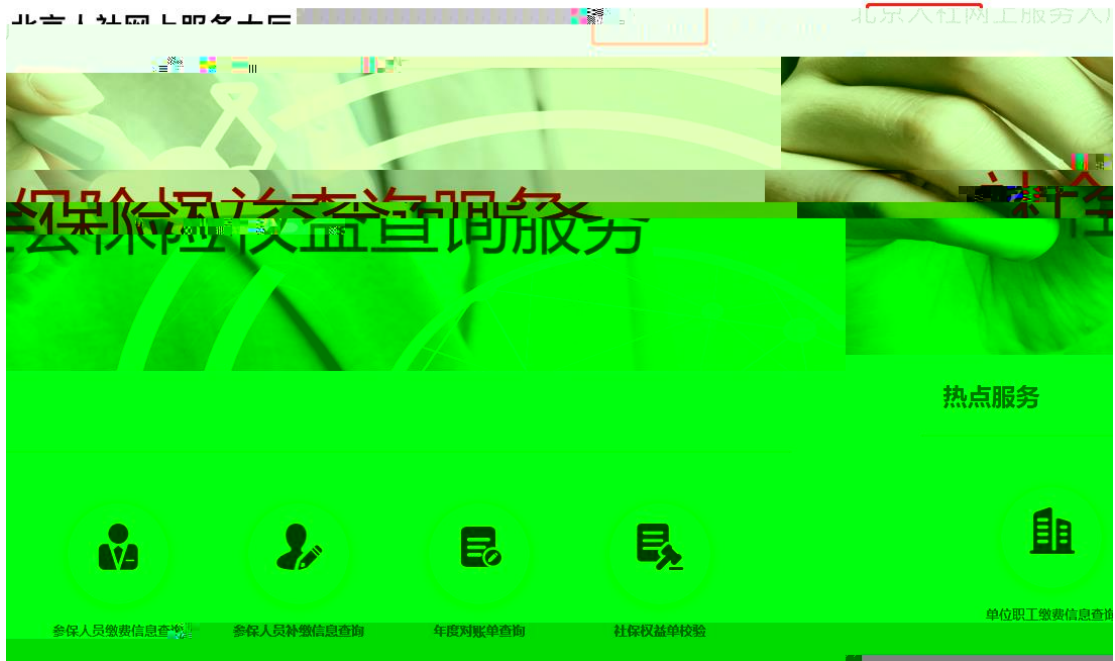 北京人社网上服务大厅
北京人社网上服务大
会保险权益查询服务
热点服务
单位职工缴费信息查询
参保人员缴费信息查询 参保人员补缴信息查询 年度对账单查询 社保权益单校验